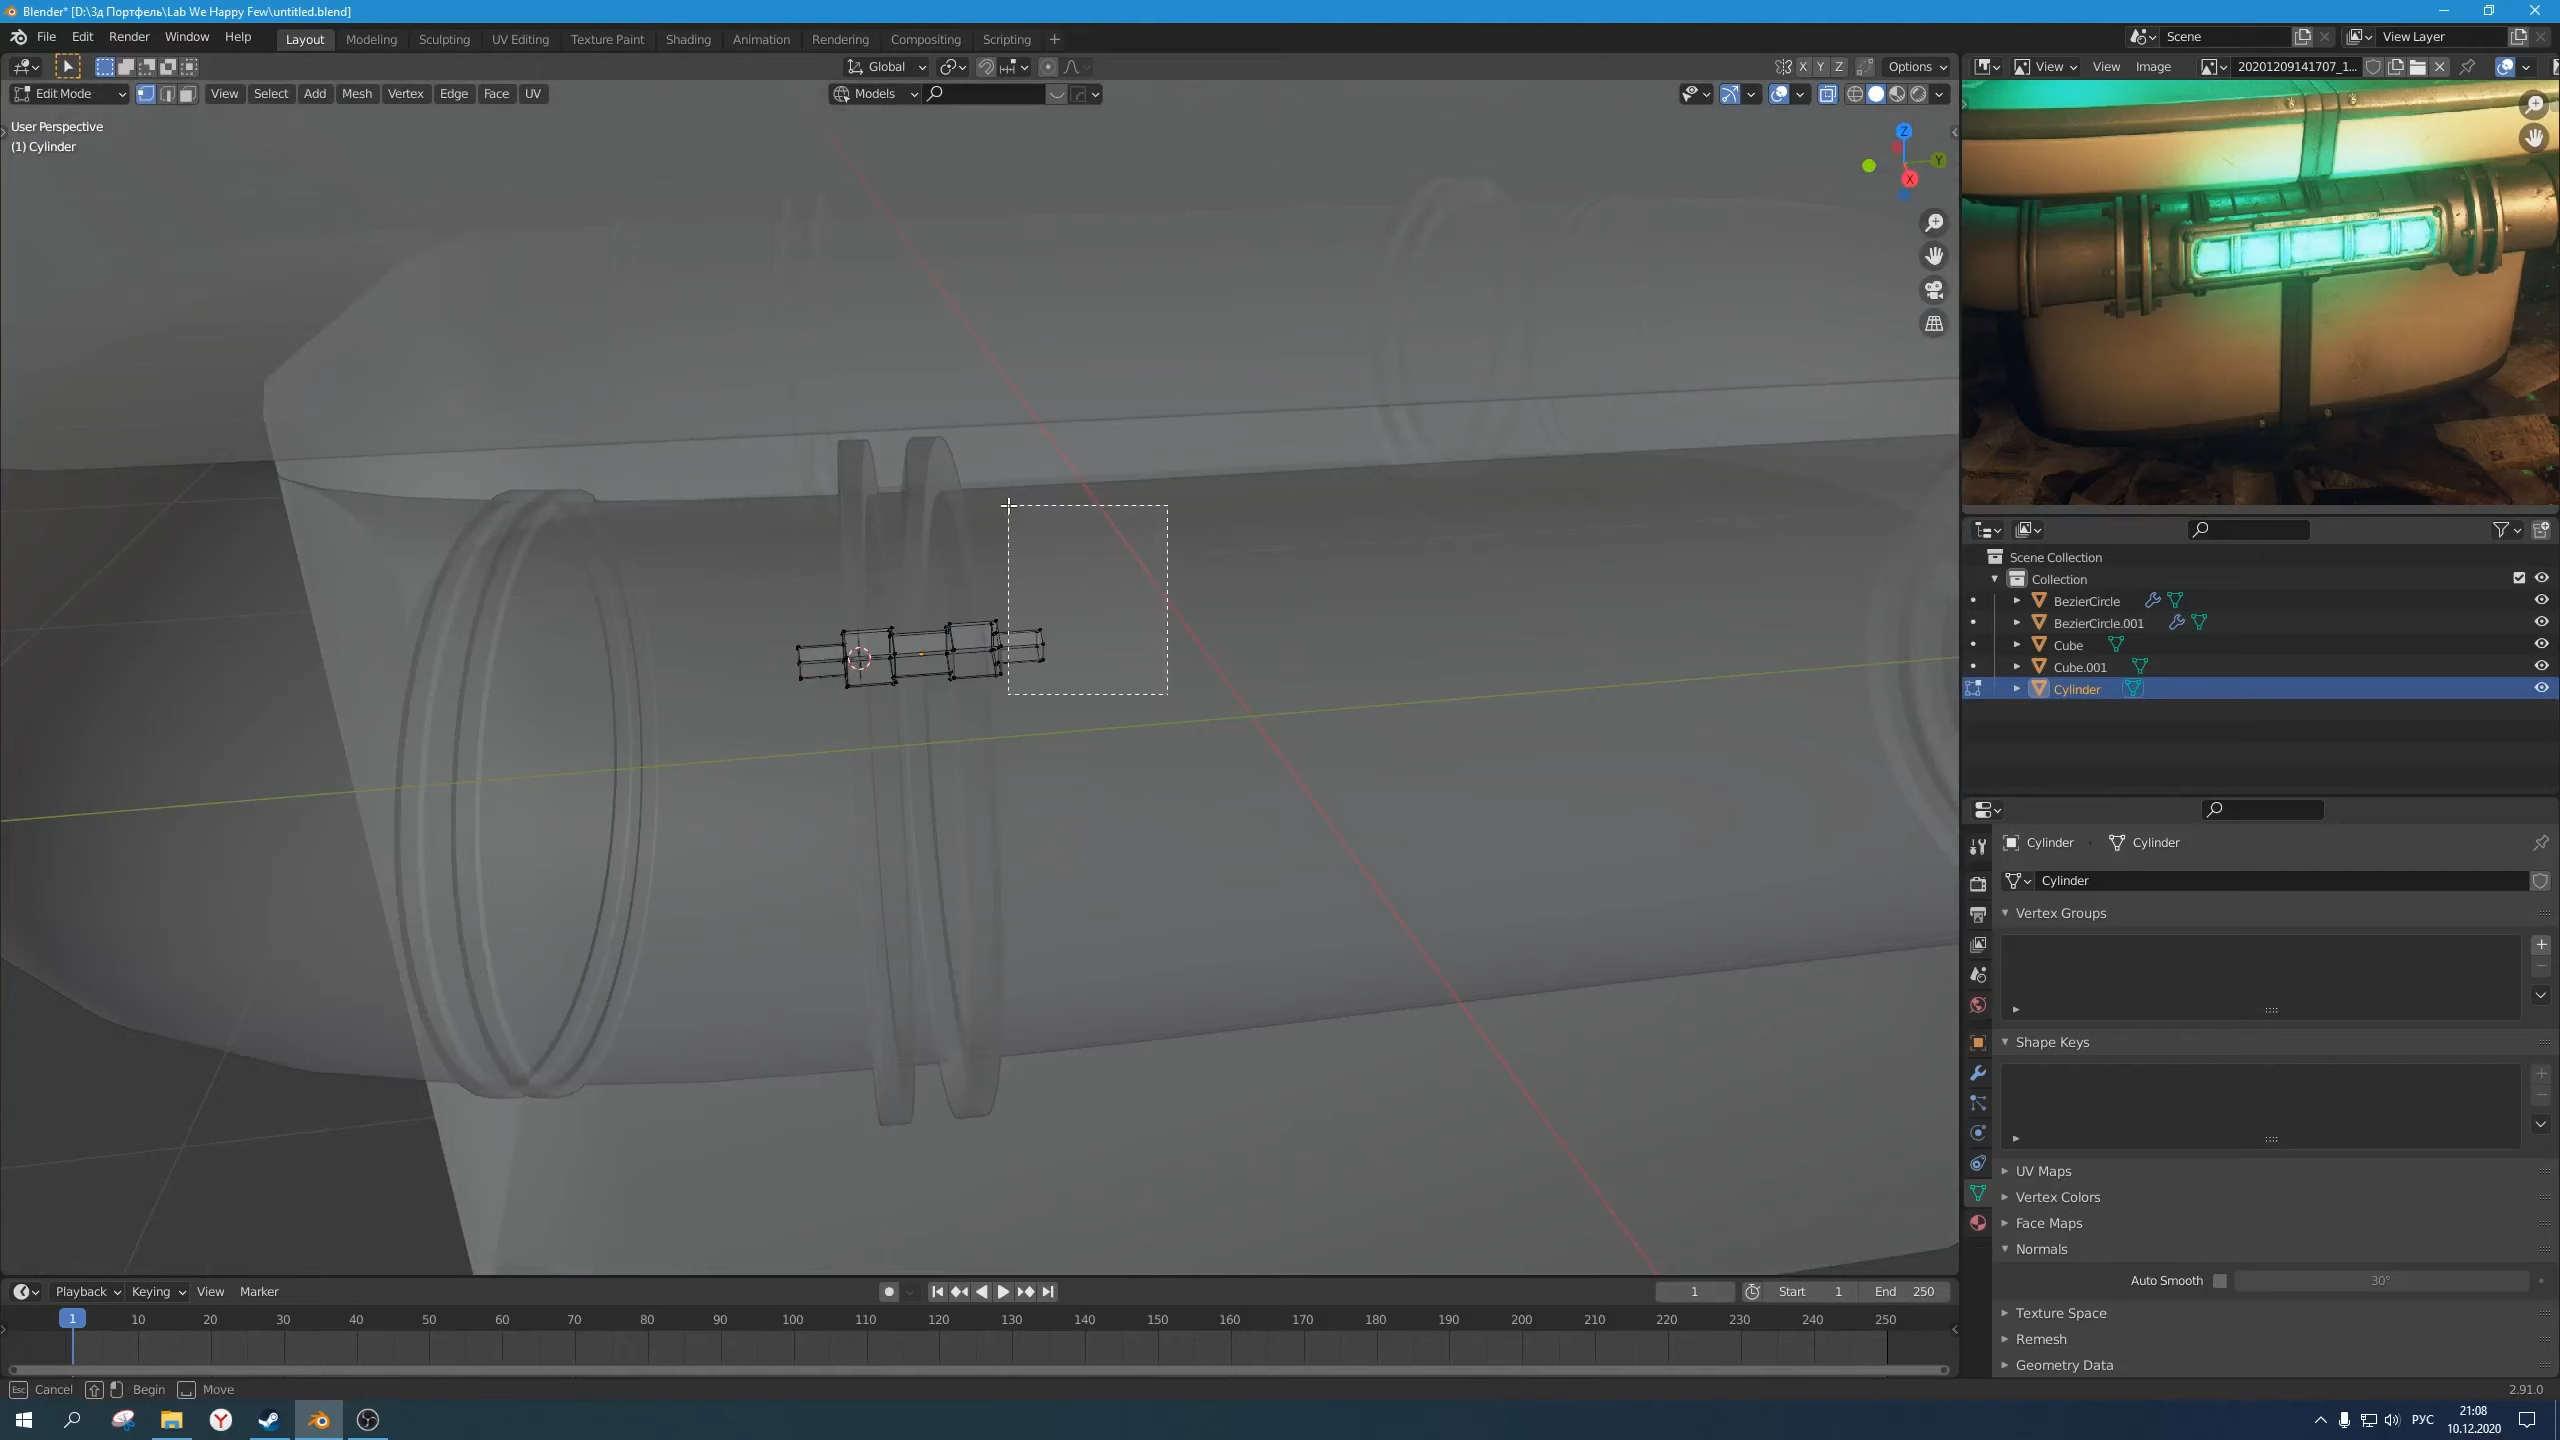 Blender* [D:\3д Портфель\Lab We Happy Few\untitled.blend]
File Edit Render Window Help Layout Modeling Sculpting UV Editing Texture Paint Shading Animation Rendering Compositing Scripting
Scene View Layer
Global X Y Z Options View View Image 20201209141707_1...
Edit Mode View Select Add Mesh Vertex Edge Face UV Models
User Perspective
(1) Cylinder
Z
Y
X
Scene Collection
Collection
BezierCircle
BezierCircle.001
Cube
Cube.001
Cylinder
Cylinder Cylinder
Cylinder
Vertex Groups
Shape Keys
UV Maps
Vertex Colors
Face Maps
Normals
Auto Smooth 30°
Texture Space
Remesh
Geometry Data
Playback Keying View Marker 1 Start 1 End 250
1 10 20 30 40 50 60 70 80 90 100 110 120 130 140 150 160 170 180 190 200 210 220 230 240 250
Esc Cancel Begin Move 2.91.0
РУС 21:08
10.12.2020